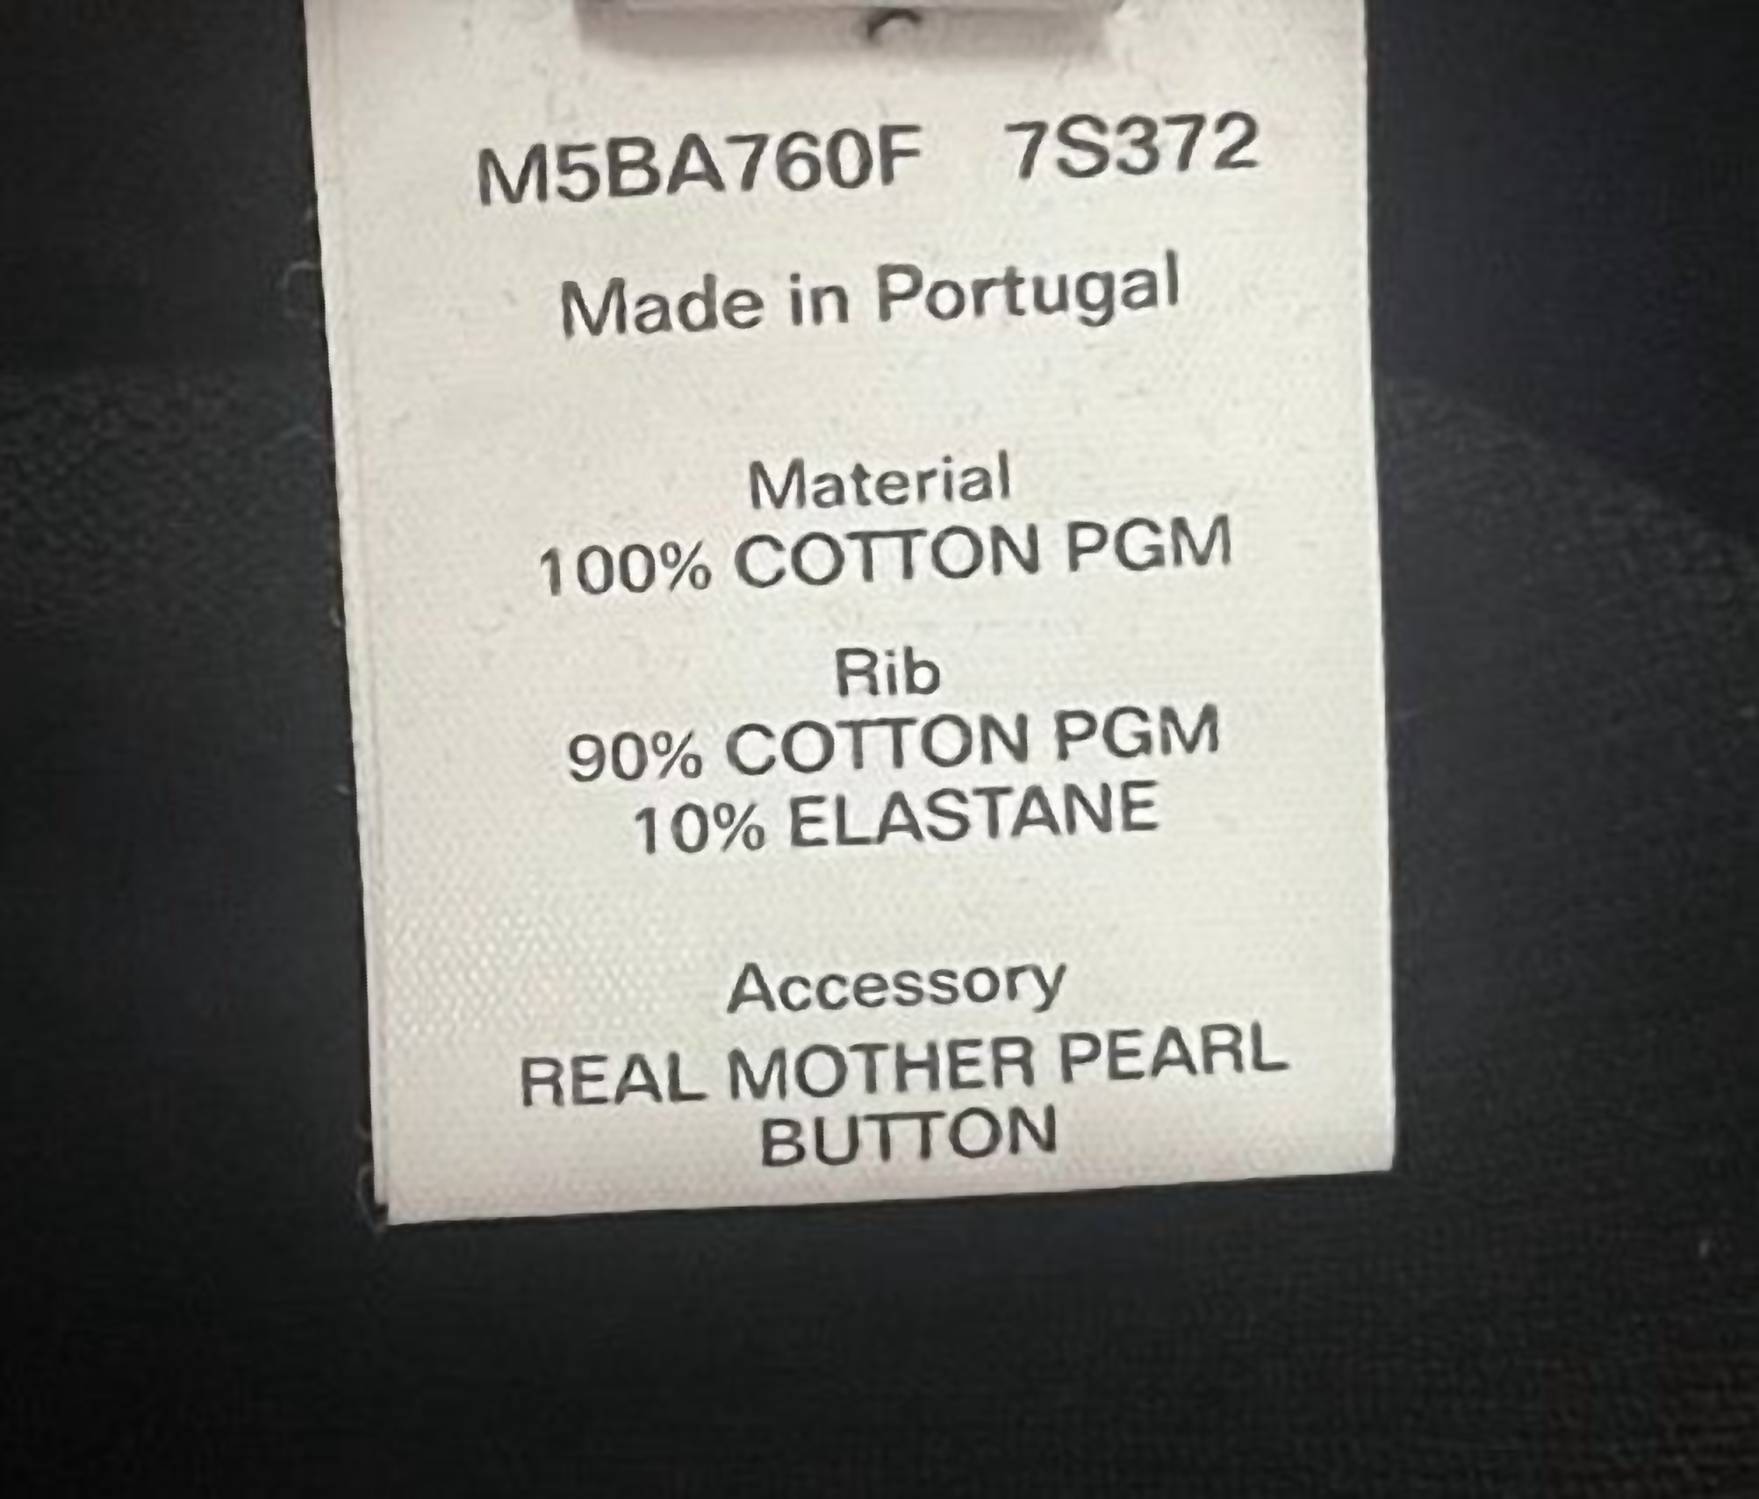 M5BA760F 7S372
Made in Portugal
Material
100% COTTON PGM
Rib
90% COTTON PGM
10% ELASTANE
Accessory
REAL MOTHER PEARL
BUTTON